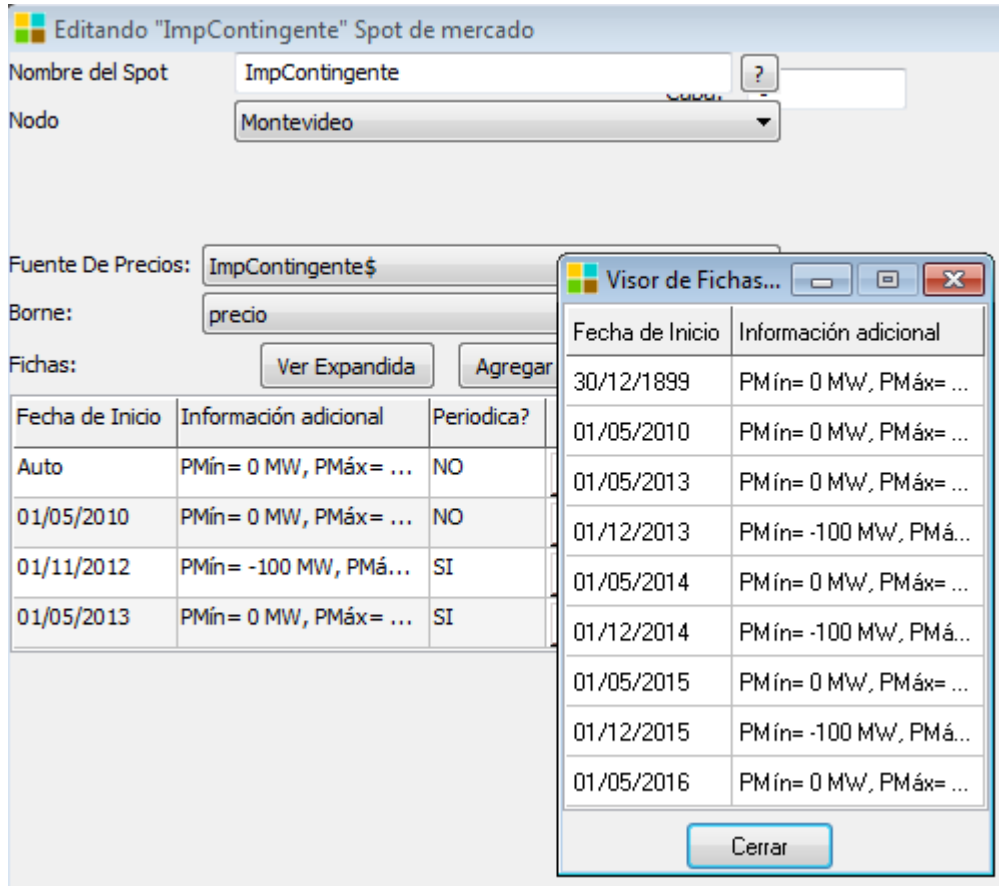 Editando "ImpContingente" Spot de mercado
Nombre del Spot ImpContingente ?
Nodo Montevideo
Fuente De Precios: ImpContingente$
Borne: precio
Fichas: Ver Expandida Agregar
Fecha de Inicio Información adicional Periodica?
Auto PMín= 0 MW, PMáx= ... NO
01/05/2010 PMín= 0 MW, PMáx= ... NO
01/11/2012 PMín= -100 MW, PMá... SI
01/05/2013 PMín= 0 MW, PMáx= ... SI
Visor de Fichas...
Fecha de Inicio Información adicional
30/12/1899 PMín= 0 MW, PMáx= ...
01/05/2010 PMín= 0 MW, PMáx= ...
01/05/2013 PMín= 0 MW, PMáx= ...
01/12/2013 PMín= -100 MW, PMá...
01/05/2014 PMín= 0 MW, PMáx= ...
01/12/2014 PMín= -100 MW, PMá...
01/05/2015 PMín= 0 MW, PMáx= ...
01/12/2015 PMín= -100 MW, PMá...
01/05/2016 PMín= 0 MW, PMáx= ...
Cerrar